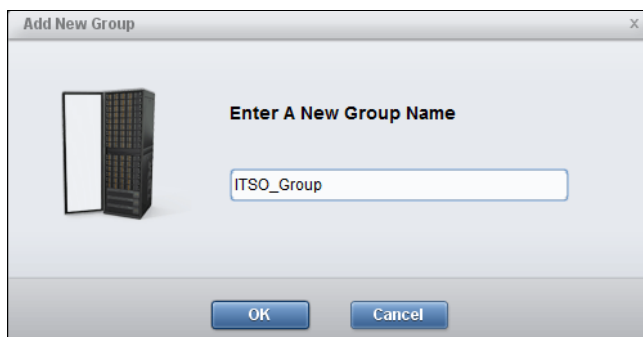 Add New Group
X
Enter A New Group Name
ITSO_Group
OK
Cancel